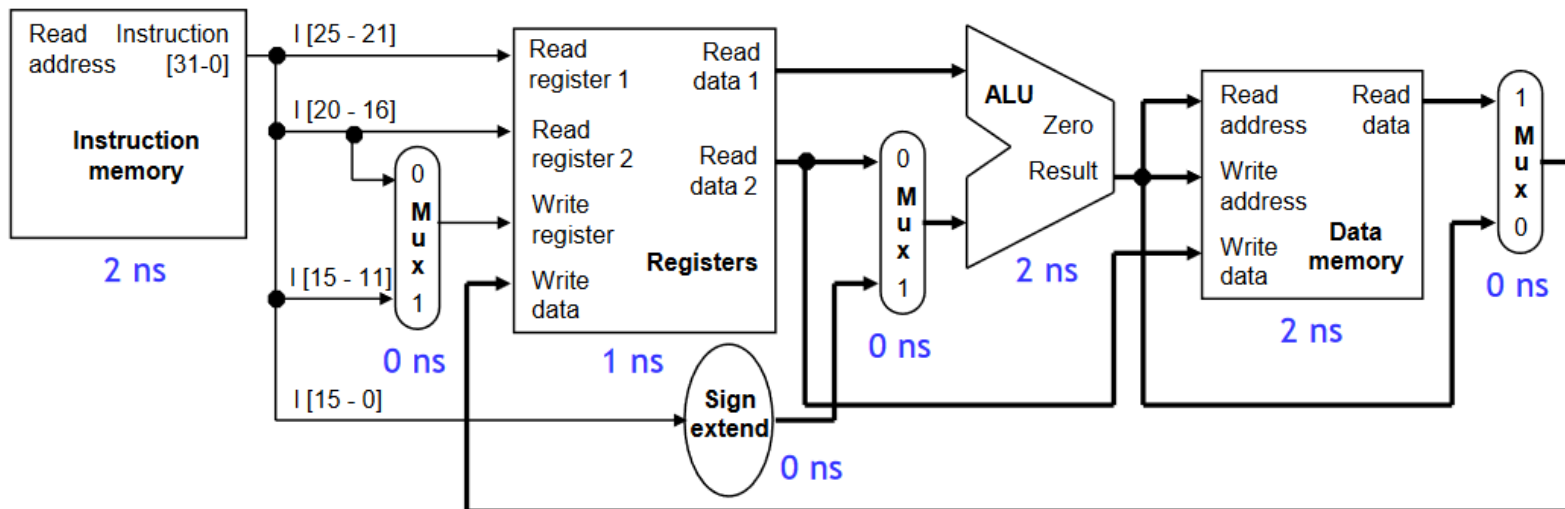 Read address
Instruction [31-0]
Instruction memory
2 ns
I [25 - 21]
I [20 - 16]
I [15 - 11]
I [15 - 0]
0
Mux
1
0 ns
Read register 1
Read register 2
Write register
Write data
Read data 1
Read data 2
Registers
1 ns
Sign extend
0 ns
0
Mux
1
0 ns
ALU
Zero
Result
2 ns
Read address
Write address
Write data
Read data
Data memory
2 ns
1
Mux
0
0 ns